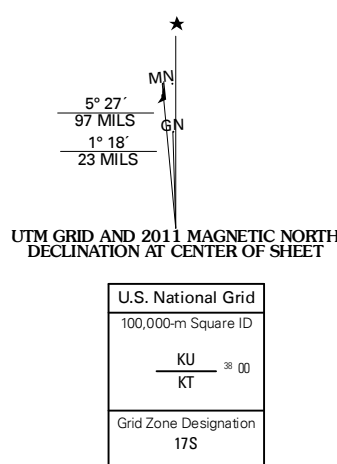 ★
MN
5° 27´
97 MILS
GN
1° 18´
23 MILS
UTM GRID AND 2011 MAGNETIC NORTH
DECLINATION AT CENTER OF SHEET
U.S. National Grid
100,000-m Square ID
KU
38 00
KT
Grid Zone Designation
17S